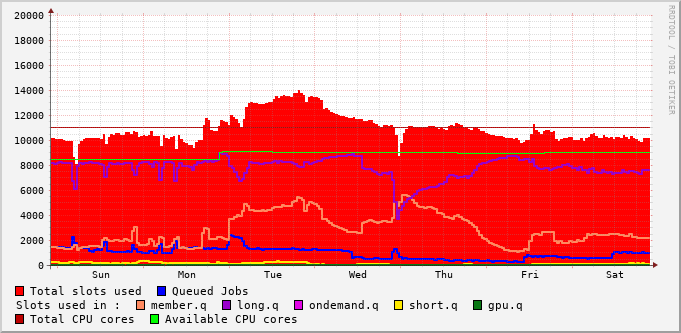 20000
18000
16000
14000
12000
10000
8000
6000
4000
2000
0
Sun Mon Tue Wed Thu Fri Sat
RRDTOOL / TOBI OETIKER
Total slots used Queued Jobs
Slots used in : member.q long.q ondemand.q short.q gpu.q
Total CPU cores Available CPU cores